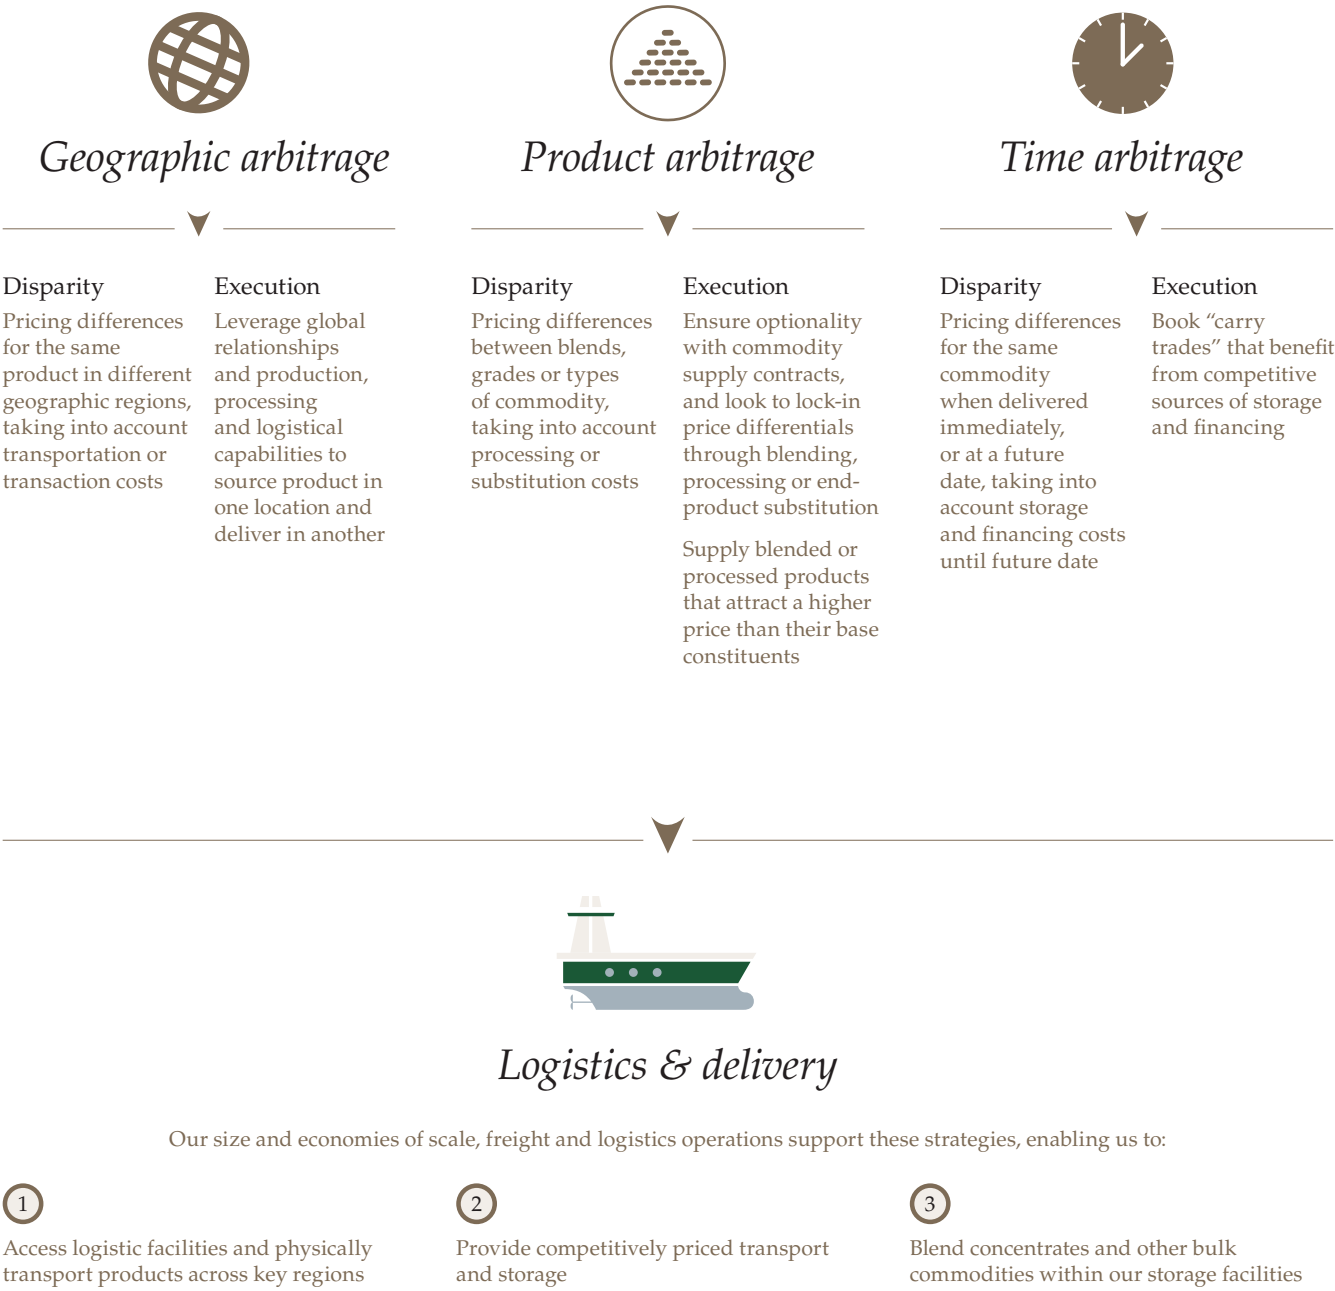 Geographic arbitrage
Disparity
Pricing differences
for the same
product in different
geographic regions,
taking into account
transportation or
transaction costs
Execution
Leverage global
relationships
and production,
processing
and logistical
capabilities to
source product in
one location and
deliver in another
Product arbitrage
Disparity
Pricing differences
between blends,
grades or types
of commodity,
taking into account
processing or
substitution costs
Execution
Ensure optionality
with commodity
supply contracts,
and look to lock-in
price differentials
through blending,
processing or end-
product substitution
Supply blended or
processed products
that attract a higher
price than their base
constituents
Time arbitrage
Disparity
Pricing differences
for the same
commodity
when delivered
immediately,
or at a future
date, taking into
account storage
and financing costs
until future date
Execution
Book “carry
trades” that benefit
from competitive
sources of storage
and financing
Logistics & delivery
Our size and economies of scale, freight and logistics operations support these strategies, enabling us to:
1
Access logistic facilities and physically
transport products across key regions
2
Provide competitively priced transport
and storage
3
Blend concentrates and other bulk
commodities within our storage facilities